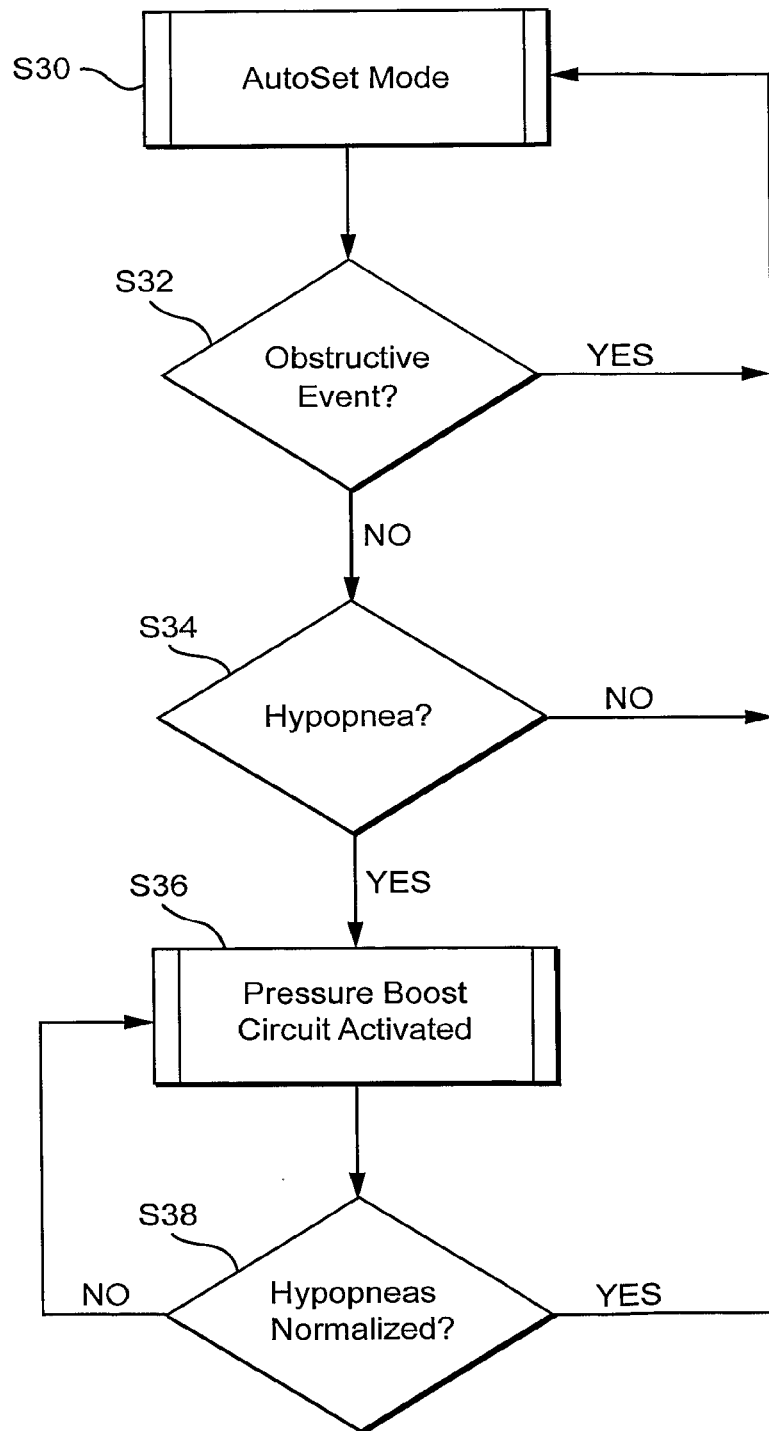 S30
AutoSet Mode
S32
Obstructive
Event?
YES
NO
S34
Hypopnea?
NO
YES
S36
Pressure Boost
Circuit Activated
S38
NO
Hypopneas
Normalized?
YES